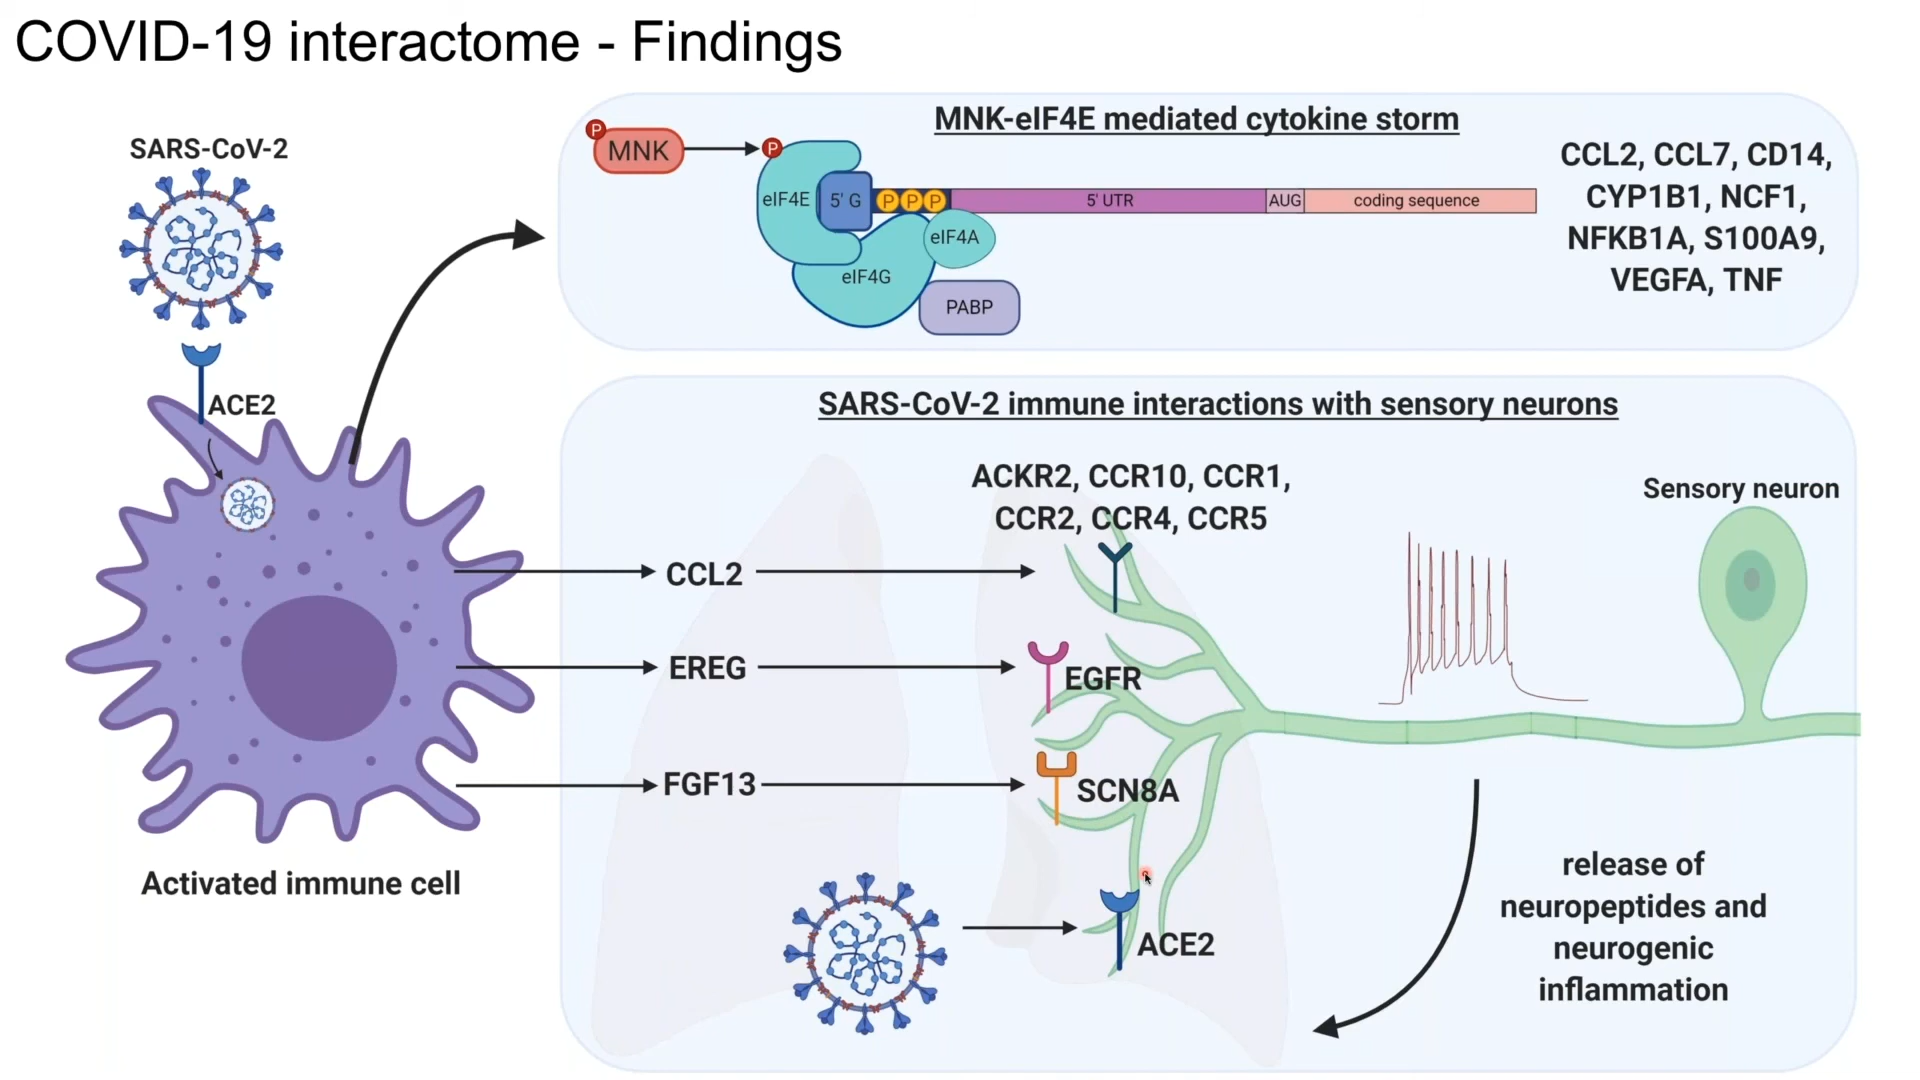 COVID-19 interactome - Findings
SARS-CoV-2
ACE2
Activated immune cell
MNK-eIF4E mediated cytokine storm
P
MNK
P
eIF4E
5' G
P P P
5' UTR
AUG
coding sequence
eIF4A
eIF4G
PABP
CCL2, CCL7, CD14,
CYP1B1, NCF1,
NFKB1A, S100A9,
VEGFA, TNF
SARS-CoV-2 immune interactions with sensory neurons
ACKR2, CCR10, CCR1,
CCR2, CCR4, CCR5
Sensory neuron
CCL2
EREG
EGFR
FGF13
SCN8A
ACE2
release of
neuropeptides and
neurogenic
inflammation